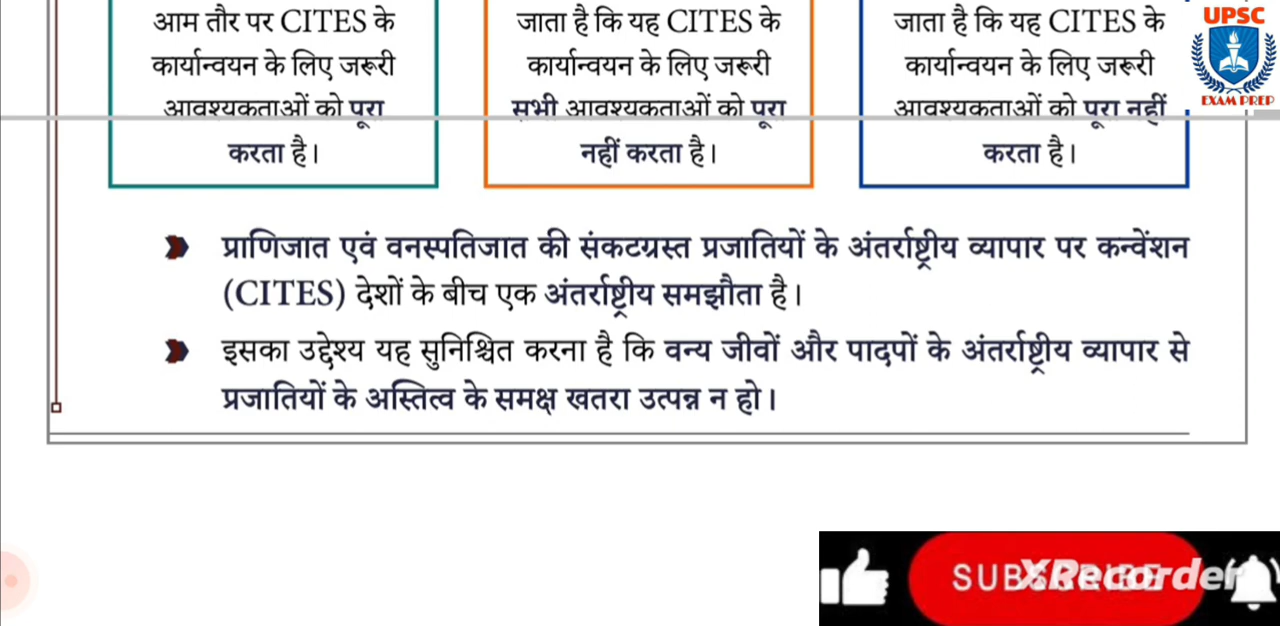 आम तौर पर CITES के
कार्यान्वयन के लिए जरूरी
आवश्यकताओं को पूरा
करता है।
जाता है कि यह CITES के
कार्यान्वयन के लिए जरूरी
सभी आवश्यकताओं को पूरा
नहीं करता है।
जाता है कि यह CITES के
कार्यान्वयन के लिए जरूरी
आवश्यकताओं को पूरा नहीं
करता है।
UPSC
EXAM PREP
प्राणिजात एवं वनस्पतिजात की संकटग्रस्त प्रजातियों के अंतर्राष्ट्रीय व्यापार पर कन्वेंशन
(CITES) देशों के बीच एक अंतर्राष्ट्रीय समझौता है।
इसका उद्देश्य यह सुनिश्चित करना है कि वन्य जीवों और पादपों के अंतर्राष्ट्रीय व्यापार से
प्रजातियों के अस्तित्व के समक्ष खतरा उत्पन्न न हो।
SUBSCRIBE
XRecorder